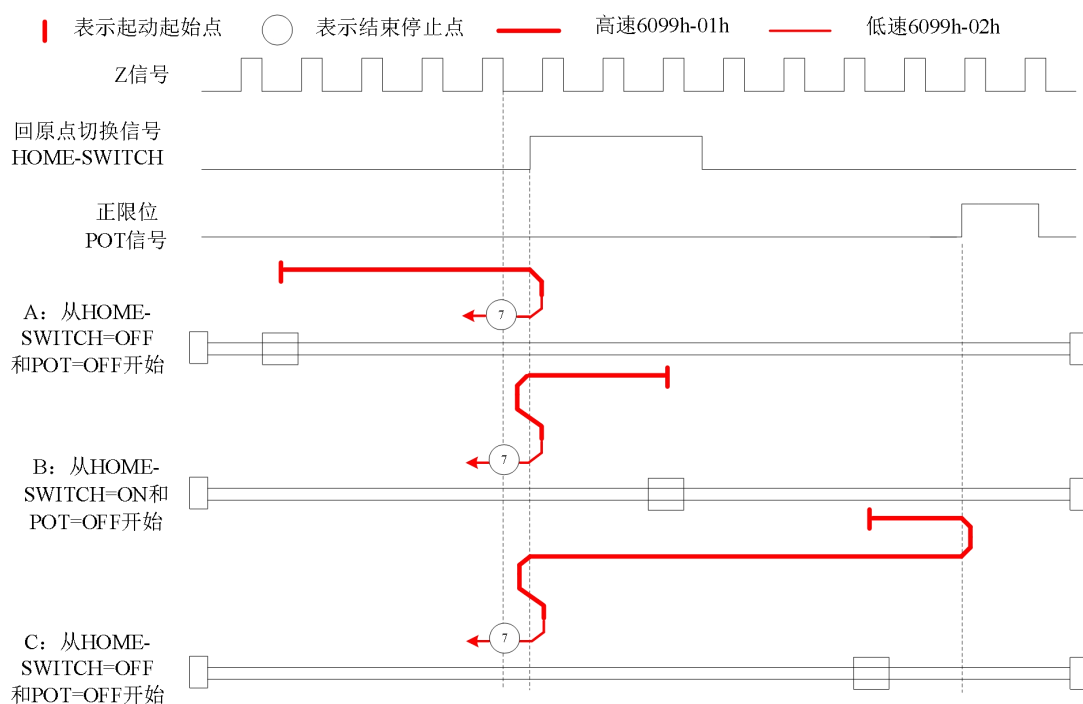 表示起动起始点
表示结束停止点
高速6099h-01h
低速6099h-02h
Z信号
回原点切换信号
HOME-SWITCH
正限位
POT信号
A：从HOME-
SWITCH=OFF
和POT=OFF开始
7
B：从HOME-
SWITCH=ON和
POT=OFF开始
7
C：从HOME-
SWITCH=OFF
和POT=OFF开始
7